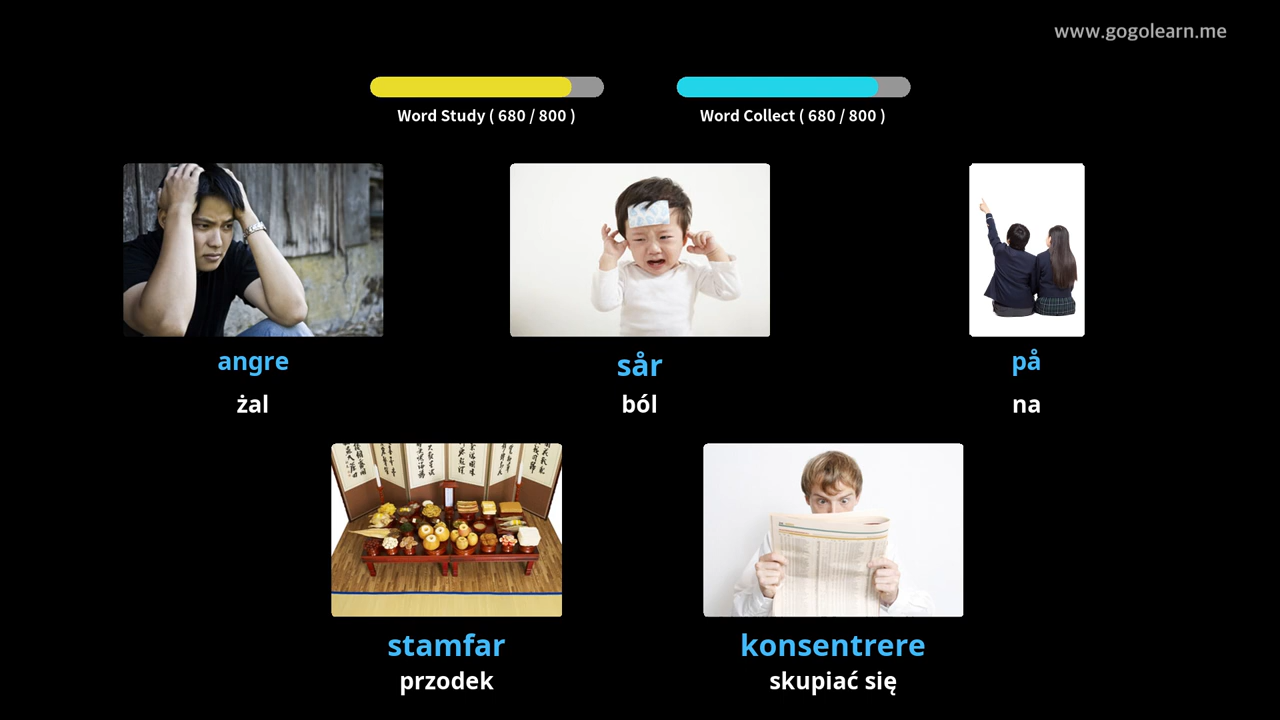 www.gogolearn.me
Word Study ( 680 / 800 )
Word Collect ( 680 / 800 )
angre
sår
på
żal
ból
na
stamfar
konsentrere
przodek
skupiać się